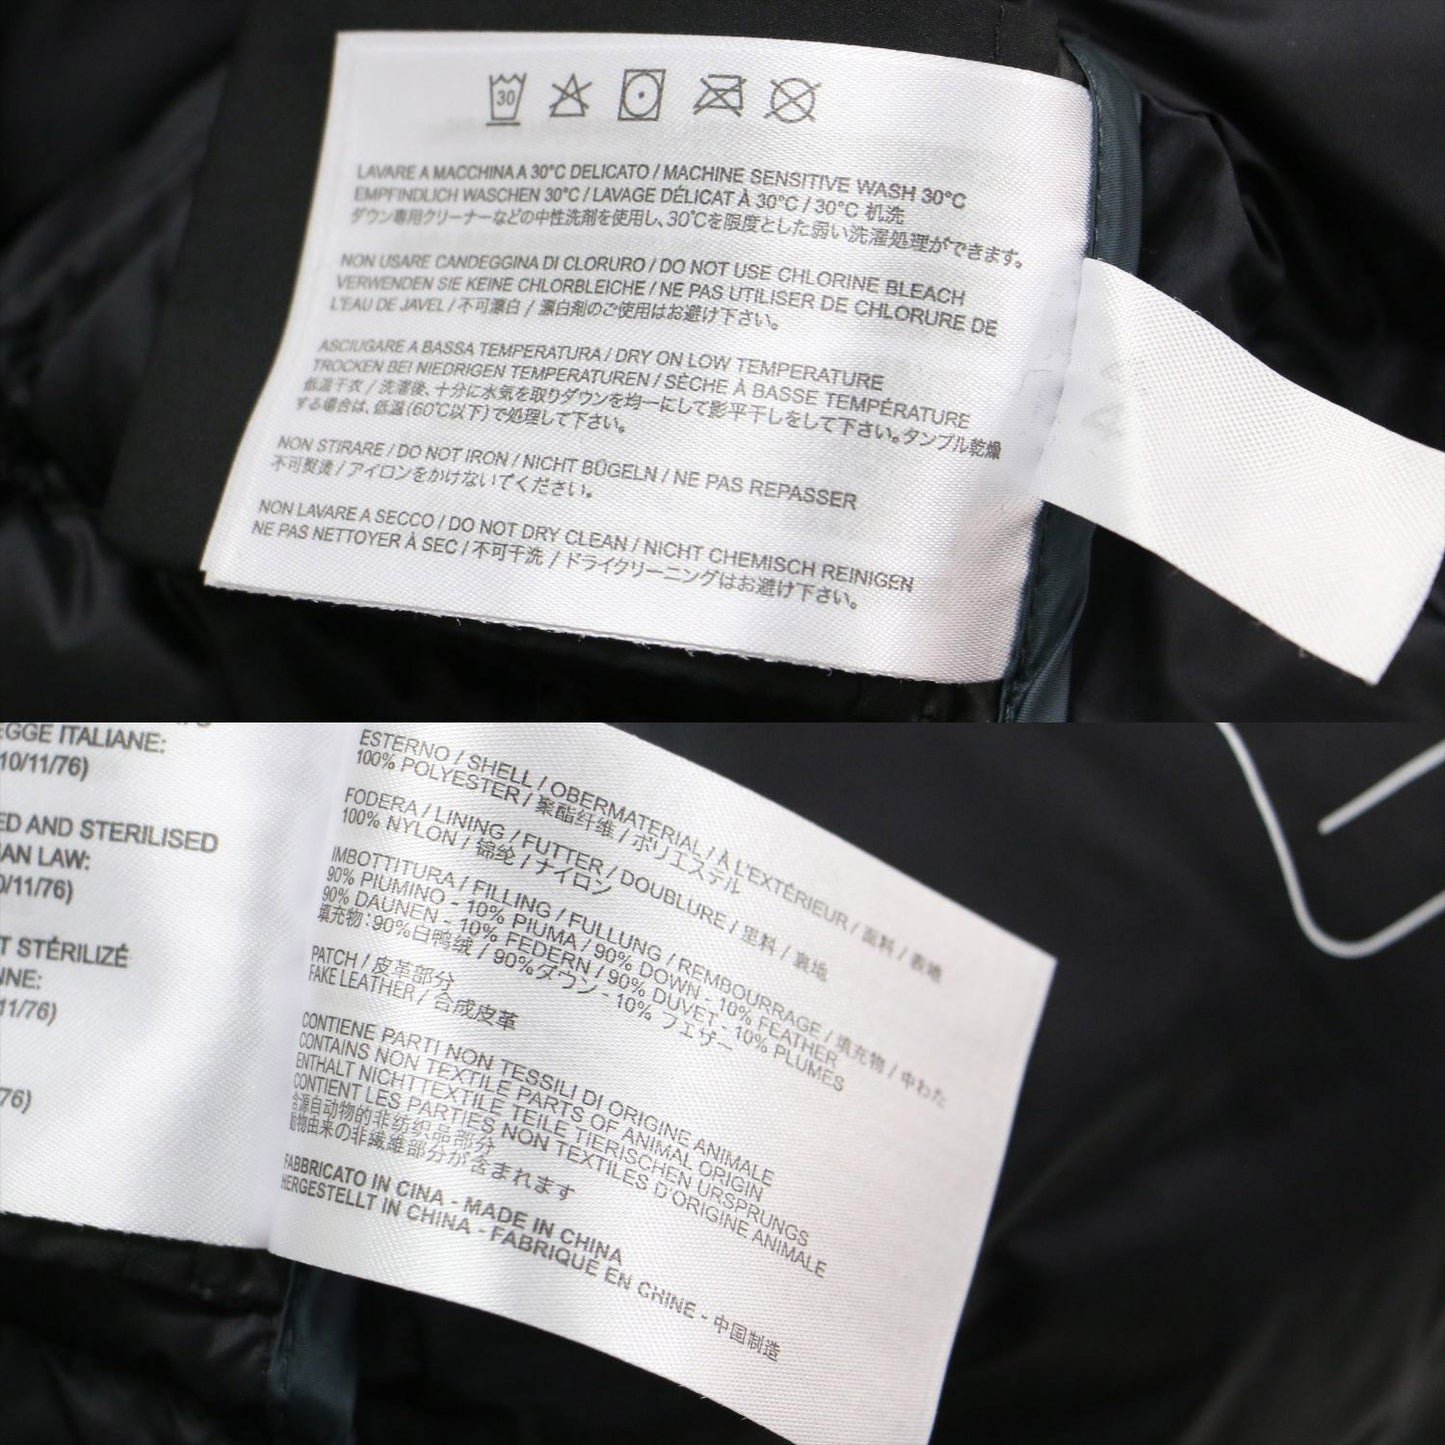 30
LAVARE A MACCHINA A 30°C DELICATO / MACHINE SENSITIVE WASH 30°C
EMPFINDLICH WASCHEN 30°C / LAVAGE DÉLICAT À 30°C / 30°C 机洗
ダウン専用クリーナーなどの中性洗剤を使用し、30℃を限度とした弱い洗濯処理ができます。
NON USARE CANDEGGINA DI CLORURO / DO NOT USE CHLORINE BLEACH
VERWENDEN SIE KEINE CHLORBLEICHE / NE PAS UTILISER DE CHLORURE DE
L'EAU DE JAVEL / 不可漂白 / 漂白剤のご使用はお避け下さい。
ASCIUGARE A BASSA TEMPERATURA / DRY ON LOW TEMPERATURE
TROCKEN BEI NIEDRIGEN TEMPERATUREN / SÈCHE À BASSE TEMPÉRATURE
低温干衣 / 洗濯後、十分に水気を取りダウンを均一にして影平干しをして下さい。タンブル乾燥
する場合は、低温(60℃以下)で処理して下さい。
NON STIRARE / DO NOT IRON / NICHT BÜGELN / NE PAS REPASSER
不可熨烫 / アイロンをかけないでください。
NON LAVARE A SECCO / DO NOT DRY CLEAN / NICHT CHEMISCH REINIGEN
NE PAS NETTOYER À SEC / 不可干洗 / ドライクリーニングはお避け下さい。
EGGE ITALIANE:
10/11/76)
ED AND STERILISED
IAN LAW:
0/11/76)
T STÉRILIZÉ
NNE:
11/76)
76)
ESTERNO / SHELL / OBERMATERIAL / À L'EXTÉRIEUR / 面料 / 表地
100% POLYESTER / 聚酯纤维 / ポリエステル
FODERA / LINING / FUTTER / DOUBLURE / 里料 / 裏地
100% NYLON / 锦纶 / ナイロン
IMBOTTITURA / FILLING / FULLUNG / REMBOURRAGE / 填充物 / 中わた
90% PIUMINO - 10% PIUMA / 90% DOWN - 10% FEATHER
90% DAUNEN - 10% FEDERN / 90% DUVET - 10% PLUMES
填充物:90%白鸭绒 / 90%ダウン - 10% フェザー
PATCH / 皮革部分
FAKE LEATHER / 合成皮革
CONTIENE PARTI NON TESSILI DI ORIGINE ANIMALE
CONTAINS NON TEXTILE PARTS OF ANIMAL ORIGIN
ENTHALT NICHTTEXTILE TEILE TIERISCHEN URSPRUNGS
CONTIENT LES PARTIES NON TEXTILES D'ORIGINE ANIMALE
含源自动物的非纺织品部分
動物由来の非繊維部分が含まれます
FABBRICATO IN CINA - MADE IN CHINA
HERGESTELLT IN CHINA - FABRIQUÉ EN CHINE - 中国制造